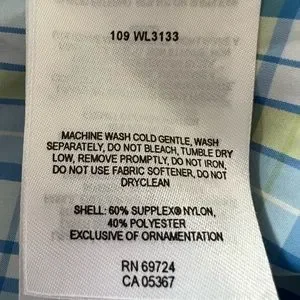 109 WL3133
MACHINE WASH COLD GENTLE, WASH
SEPARATELY, DO NOT BLEACH, TUMBLE DRY
LOW, REMOVE PROMPTLY, DO NOT IRON,
DO NOT USE FABRIC SOFTENER, DO NOT
DRYCLEAN
SHELL: 60% SUPPLEX® NYLON,
40% POLYESTER
EXCLUSIVE OF ORNAMENTATION
RN 69724
CA 05367